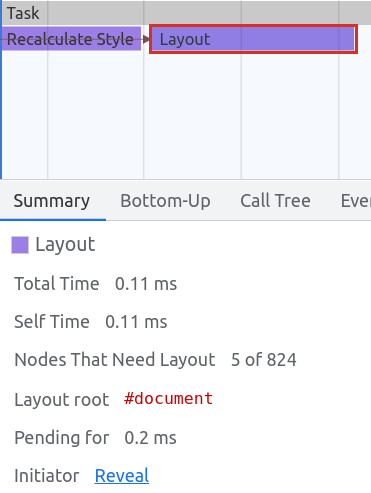 Task
Recalculate Style Layout
Summary Bottom-Up Call Tree
Layout
Total Time 0.11 ms
Self Time 0.11 ms
Nodes That Need Layout 5 of 824
Layout root #document
Pending for 0.2 ms
Initiator Reveal